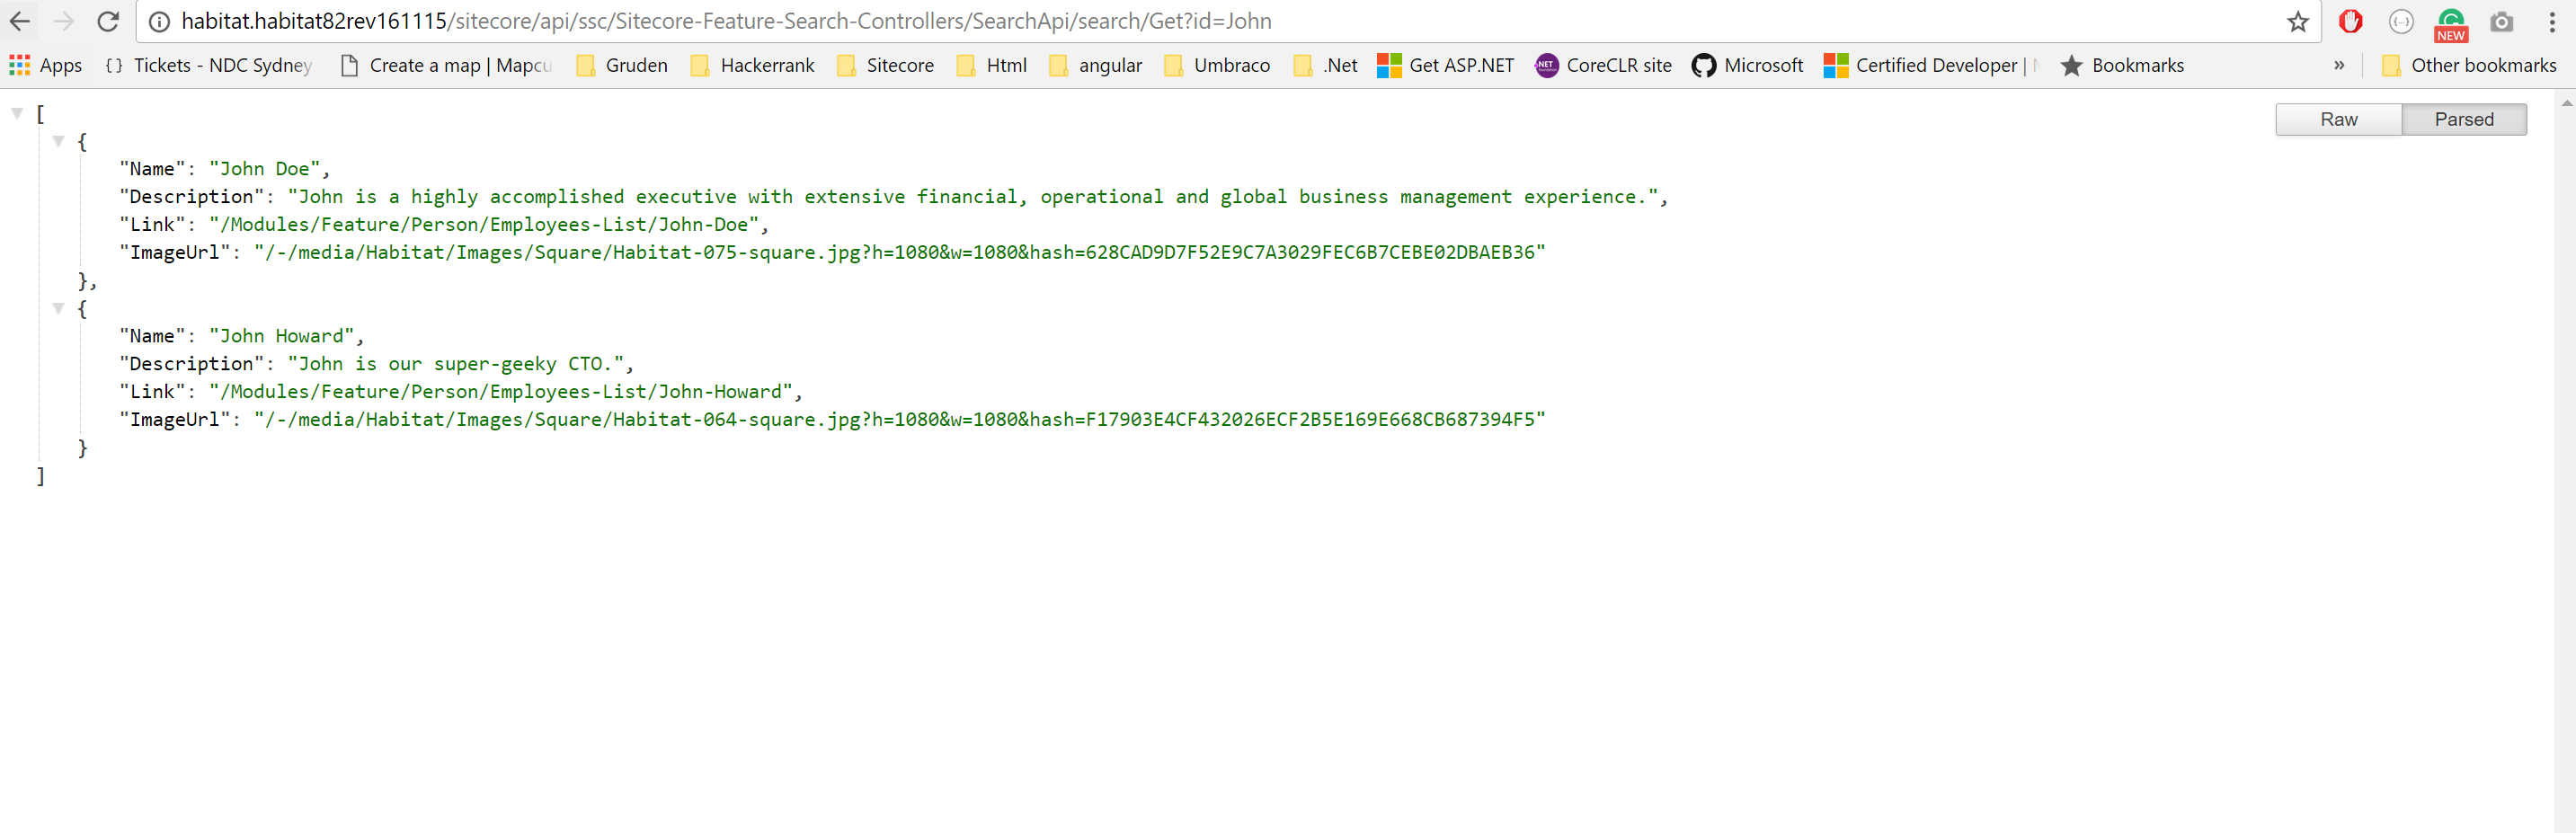 habitat.habitat82rev161115/sitecore/api/ssc/Sitecore-Feature-Search-Controllers/SearchApi/search/Get?id=John
NEW
Apps {} Tickets - NDC Sydney Create a map | Mapcu Gruden Hackerrank Sitecore Html angular Umbraco .Net Get ASP.NET CoreCLR site Microsoft Certified Developer | Bookmarks » Other bookmarks
Raw Parsed
[
{
"Name": "John Doe",
"Description": "John is a highly accomplished executive with extensive financial, operational and global business management experience.",
"Link": "/Modules/Feature/Person/Employees-List/John-Doe",
"ImageUrl": "/-/media/Habitat/Images/Square/Habitat-075-square.jpg?h=1080&w=1080&hash=628CAD9D7F52E9C7A3029FEC6B7CEBE02DBAEB36"
},
{
"Name": "John Howard",
"Description": "John is our super-geeky CTO.",
"Link": "/Modules/Feature/Person/Employees-List/John-Howard",
"ImageUrl": "/-/media/Habitat/Images/Square/Habitat-064-square.jpg?h=1080&w=1080&hash=F17903E4CF432026ECF2B5E169E668CB687394F5"
}
]